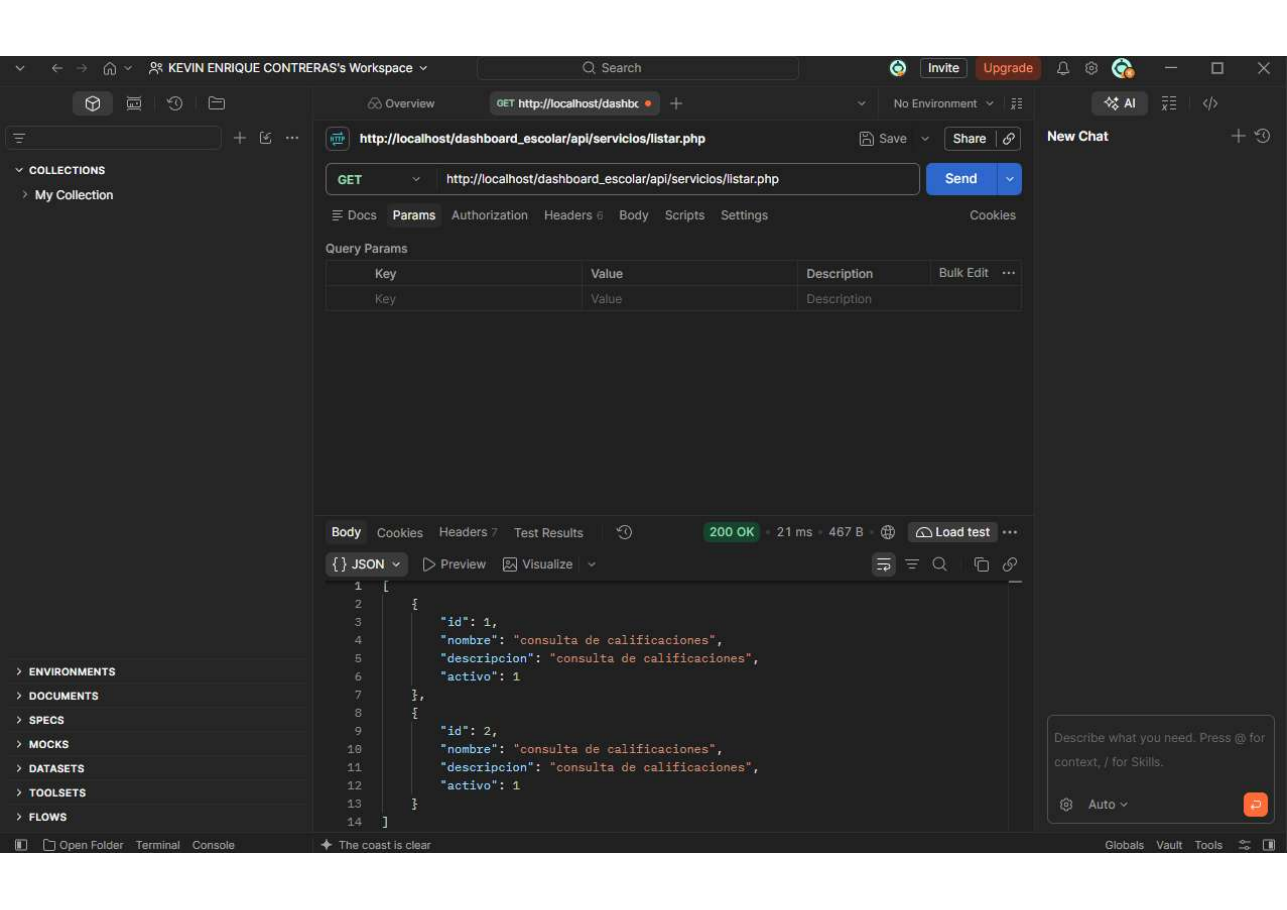 KEVIN ENRIQUE CONTRERAS's Workspace
Search
Invite
Upgrade
Overview
GET http://localhost/dashbc
No Environment
AI
http://localhost/dashboard_escolar/api/servicios/listar.php
Save
Share
New Chat
COLLECTIONS
My Collection
GET http://localhost/dashboard_escolar/api/servicios/listar.php
Send
Docs Params Authorization Headers 6 Body Scripts Settings
Cookies
Query Params
Key Value Description Bulk Edit
Key Value Description
Body Cookies Headers 7 Test Results
200 OK 21 ms 467 B Load test
{} JSON Preview Visualize
1 [
2 {
3 "id": 1,
4 "nombre": "consulta de calificaciones",
5 "descripcion": "consulta de calificaciones",
6 "activo": 1
7 },
8 {
9 "id": 2,
10 "nombre": "consulta de calificaciones",
11 "descripcion": "consulta de calificaciones",
12 "activo": 1
13 }
14 ]
ENVIRONMENTS
DOCUMENTS
SPECS
MOCKS
DATASETS
TOOLSETS
FLOWS
Describe what you need. Press @ for
context, / for Skills.
Auto
Open Folder Terminal Console
The coast is clear
Globals Vault Tools